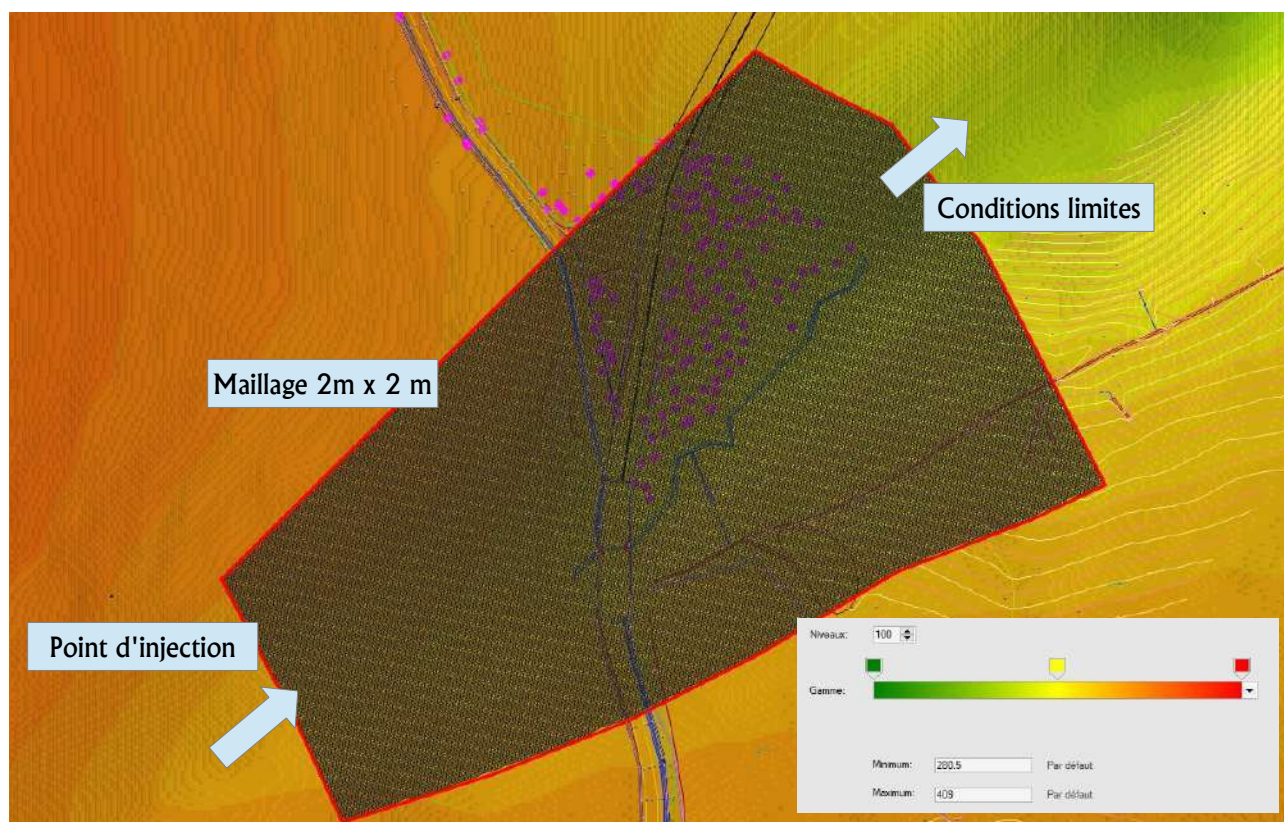 Conditions limites
Maillage 2m x 2 m
Point d'injection
Niveaux: 100
Gamme:
Minimum: 280.5 Par défaut
Maximum: 409 Par défaut